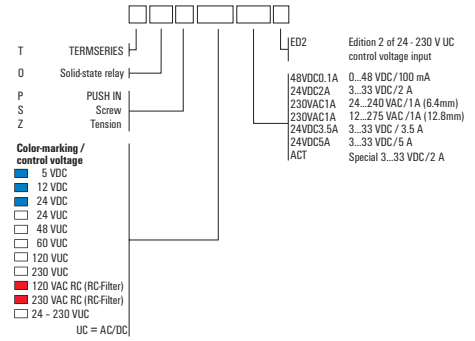 T TERMSERIES
O Solid-state relay
P PUSH IN
S Screw
Z Tension
Color-marking /
control voltage
5 VDC
12 VDC
24 VDC
24 VUC
48 VUC
60 VUC
120 VUC
230 VUC
120 VAC RC (RC-Filter)
230 VAC RC (RC-Filter)
24 - 230 VUC
UC = AC/DC
ED2 Edition 2 of 24 - 230 V UC
control voltage input
48VDC0.1A 0...48 VDC/100 mA
24VDC2A 3...33 VDC/2 A
230VAC1A 24...240 VAC /1A (6.4mm)
230VAC1A 12...275 VAC /1A (12.8mm)
24VDC3.5A 3...33 VDC / 3.5 A
24VDC5A 3...33 VDC/5 A
ACT Special 3...33 VDC/2 A